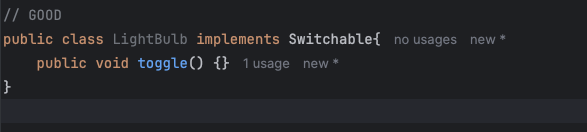 // GOOD
public class LightBulb implements Switchable{ no usages new *
    public void toggle() {} 1 usage new *
}